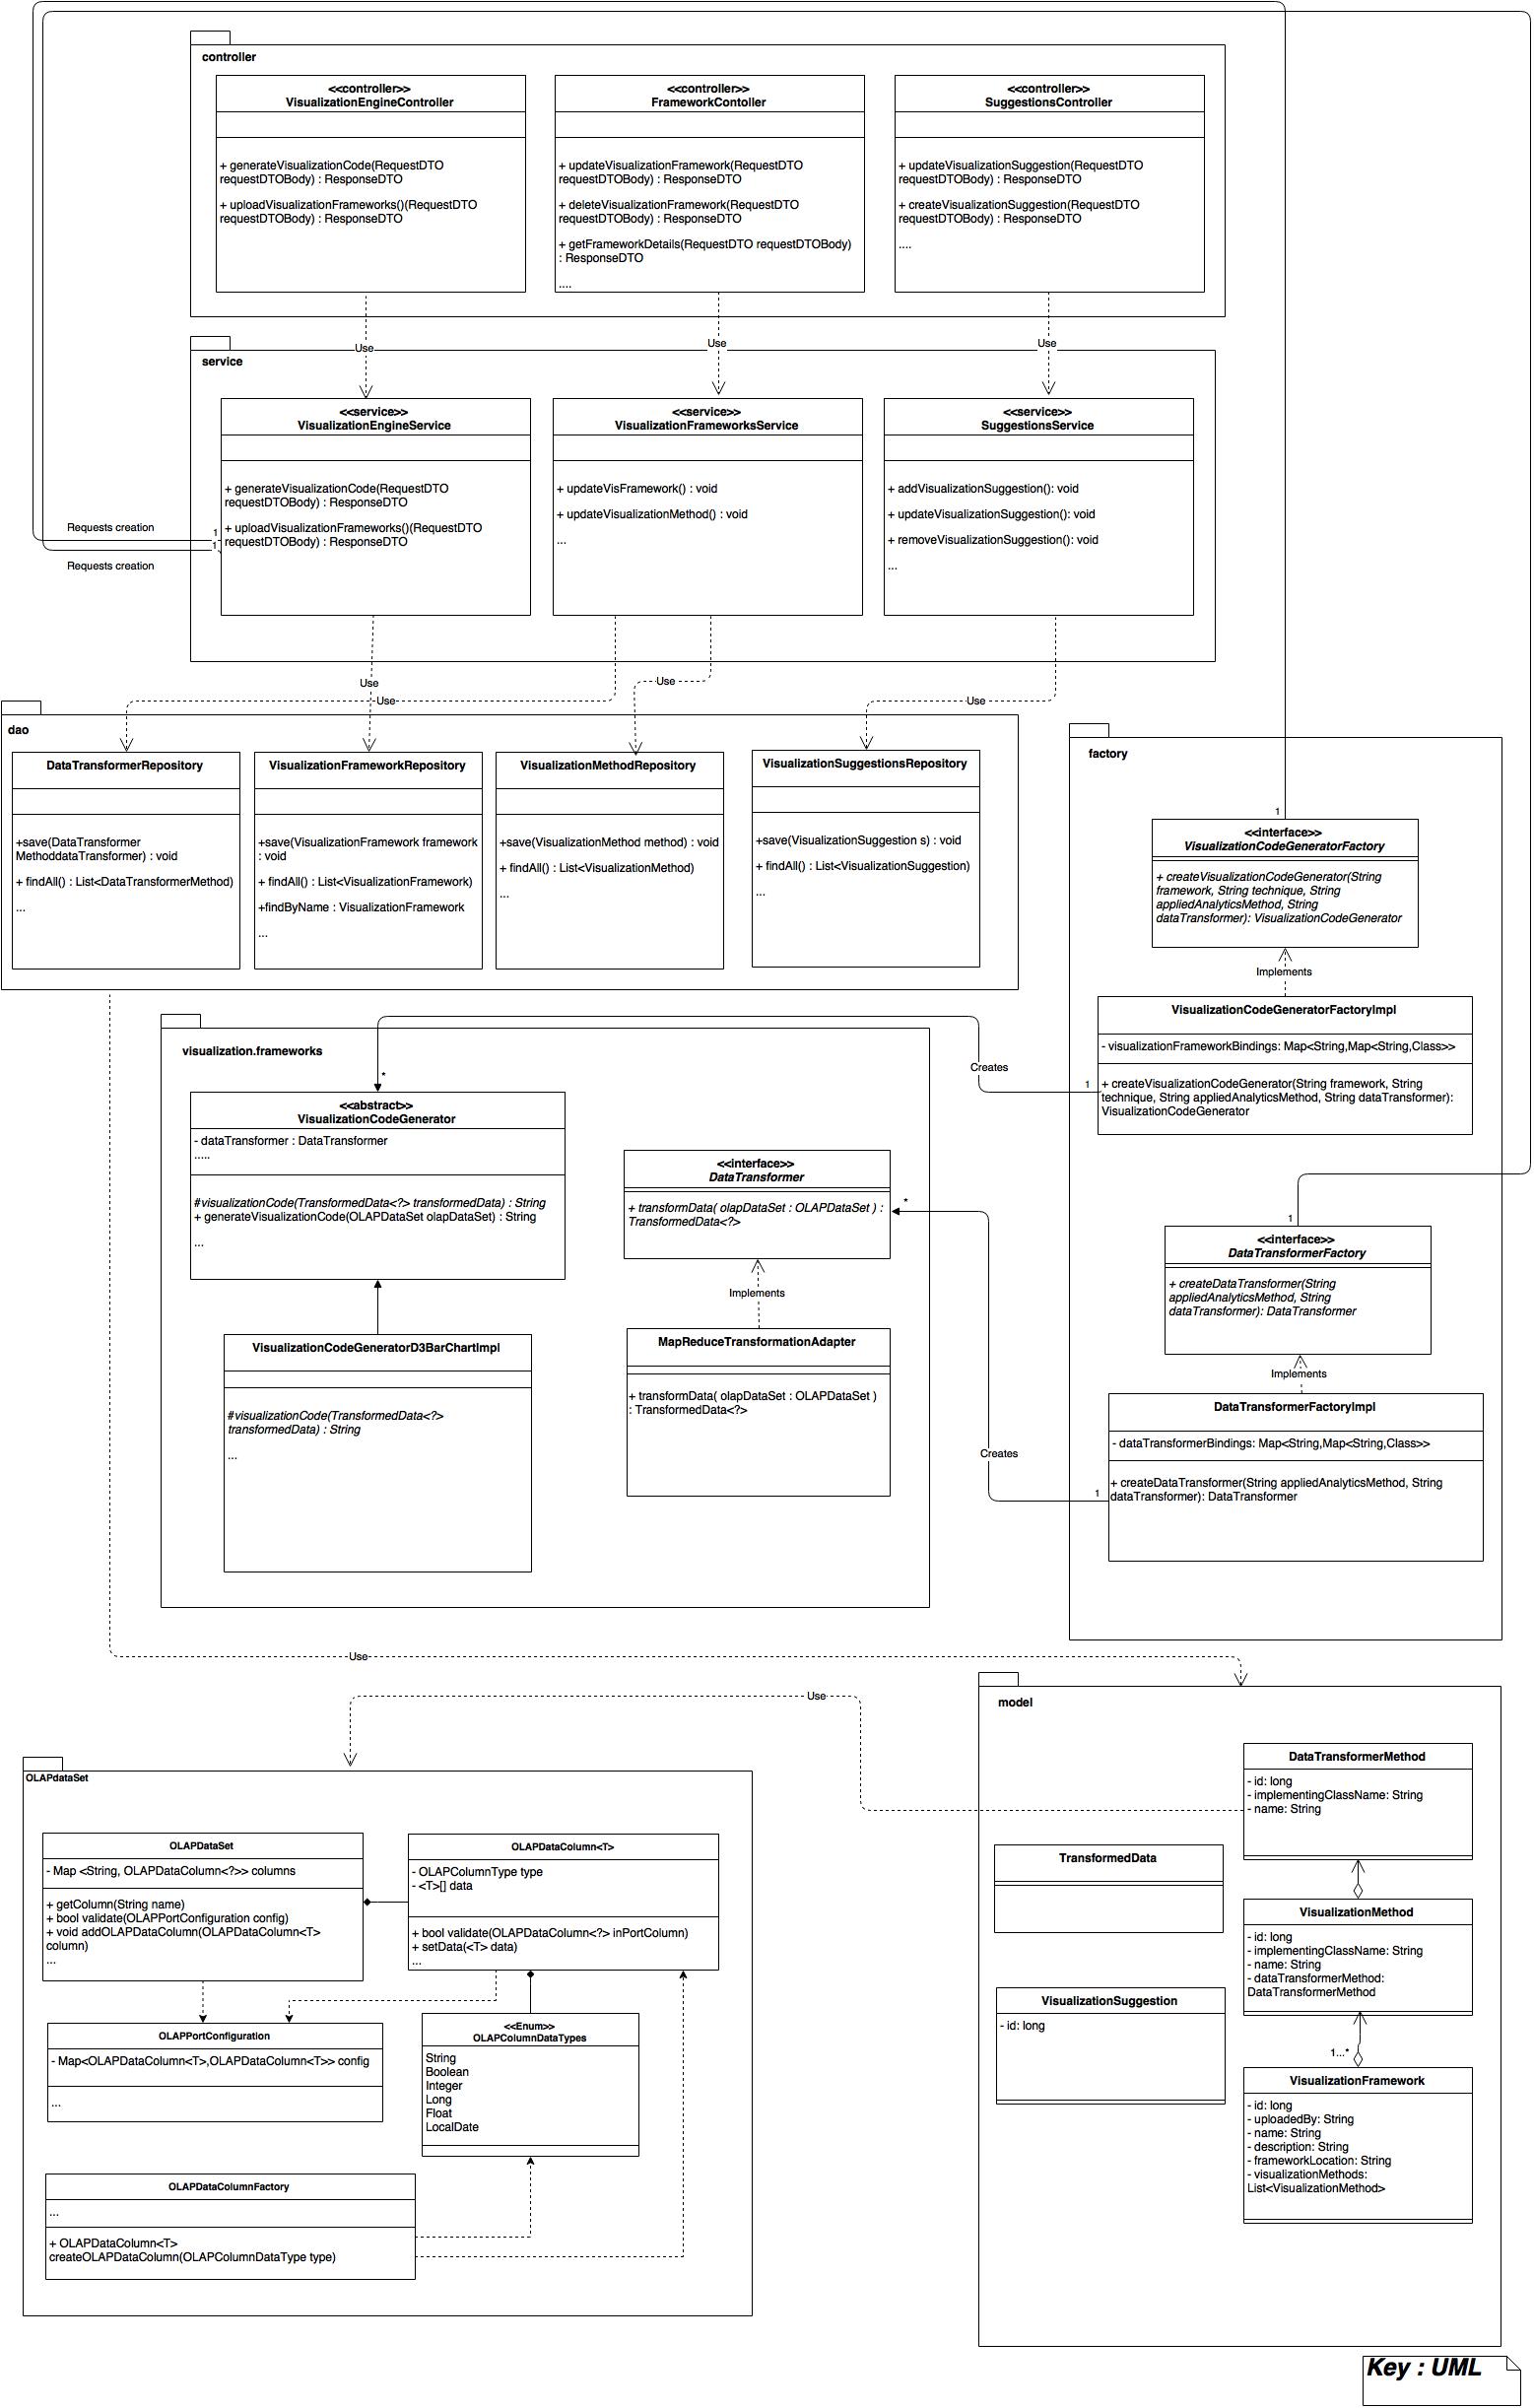 controller
<<controller>>
VisualizationEngineController
+ generateVisualizationCode(RequestDTO
requestDTOBody) : ResponseDTO
+ uploadVisualizationFrameworks()(RequestDTO
requestDTOBody) : ResponseDTO
<<controller>>
FrameworkContoller
+ updateVisualizationFramework(RequestDTO
requestDTOBody) : ResponseDTO
+ deleteVisualizationFramework(RequestDTO
requestDTOBody) : ResponseDTO
+ getFrameworkDetails(RequestDTO requestDTOBody)
: ResponseDTO
....
<<controller>>
SuggestionsController
+ updateVisualizationSuggestion(RequestDTO
requestDTOBody) : ResponseDTO
+ createVisualizationSuggestion(RequestDTO
requestDTOBody) : ResponseDTO
....
Use
Use
Use
service
<<service>>
VisualizationEngineService
+ generateVisualizationCode(RequestDTO
requestDTOBody) : ResponseDTO
+ uploadVisualizationFrameworks()(RequestDTO
requestDTOBody) : ResponseDTO
<<service>>
VisualizationFrameworksService
+ updateVisFramework() : void
+ updateVisualizationMethod() : void
...
<<service>>
SuggestionsService
+ addVisualizationSuggestion(): void
+ updateVisualizationSuggestion(): void
+ removeVisualizationSuggestion(): void
...
Requests creation
1
1
Requests creation
Use
Use
Use
Use
dao
DataTransformerRepository
+save(DataTransformer
MethoddataTransformer) : void
+ findAll() : List<DataTransformerMethod)
...
VisualizationFrameworkRepository
+save(VisualizationFramework framework
: void
+ findAll() : List<VisualizationFramework)
+findByName : VisualizationFramework
...
VisualizationMethodRepository
+save(VisualizationMethod method) : void
+ findAll() : List<VisualizationMethod)
...
VisualizationSuggestionsRepository
+save(VisualizationSuggestion s) : void
+ findAll() : List<VisualizationSuggestion)
...
factory
1
<<interface>>
VisualizationCodeGeneratorFactory
+ createVisualizationCodeGenerator(String
framework, String technique, String
appliedAnalyticsMethod, String
dataTransformer): VisualizationCodeGenerator
Implements
VisualizationCodeGeneratorFactoryImpl
- visualizationFrameworkBindings: Map<String,Map<String,Class>>
+ createVisualizationCodeGenerator(String framework, String
technique, String appliedAnalyticsMethod, String dataTransformer):
VisualizationCodeGenerator
1
Creates
*
1
<<interface>>
DataTransformerFactory
+ createDataTransformer(String
appliedAnalyticsMethod, String
dataTransformer): DataTransformer
Implements
DataTransformerFactoryImpl
- dataTransformerBindings: Map<String,Map<String,Class>>
+ createDataTransformer(String appliedAnalyticsMethod, String
dataTransformer): DataTransformer
1
Creates
*
visualization.frameworks
<<abstract>>
VisualizationCodeGenerator
- dataTransformer : DataTransformer
.....
#visualizationCode(TransformedData<?> transformedData) : String
+ generateVisualizationCode(OLAPDataSet olapDataSet) : String
...
<<interface>>
DataTransformer
+ transformData( olapDataSet : OLAPDataSet ) :
TransformedData<?>
Implements
VisualizationCodeGeneratorD3BarChartImpl
#visualizationCode(TransformedData<?>
transformedData) : String
...
MapReduceTransformationAdapter
+ transformData( olapDataSet : OLAPDataSet )
: TransformedData<?>
Use
Use
model
DataTransformerMethod
- id: long
- implementingClassName: String
- name: String
TransformedData
VisualizationMethod
- id: long
- implementingClassName: String
- name: String
- dataTransformerMethod:
DataTransformerMethod
VisualizationSuggestion
- id: long
1...*
VisualizationFramework
- id: long
- uploadedBy: String
- name: String
- description: String
- frameworkLocation: String
- visualizationMethods:
List<VisualizationMethod>
OLAPdataSet
OLAPDataSet
- Map <String, OLAPDataColumn<?>> columns
+ getColumn(String name)
+ bool validate(OLAPPortConfiguration config)
+ void addOLAPDataColumn(OLAPDataColumn<T>
column)
...
OLAPDataColumn<T>
- OLAPColumnType type
- <T>[] data
+ bool validate(OLAPDataColumn<?> inPortColumn)
+ setData(<T> data)
...
OLAPPortConfiguration
- Map<OLAPDataColumn<T>,OLAPDataColumn<T>> config
...
<<Enum>>
OLAPColumnDataTypes
String
Boolean
Integer
Long
Float
LocalDate
OLAPDataColumnFactory
...
+ OLAPDataColumn<T>
createOLAPDataColumn(OLAPColumnDataType type)
Key : UML